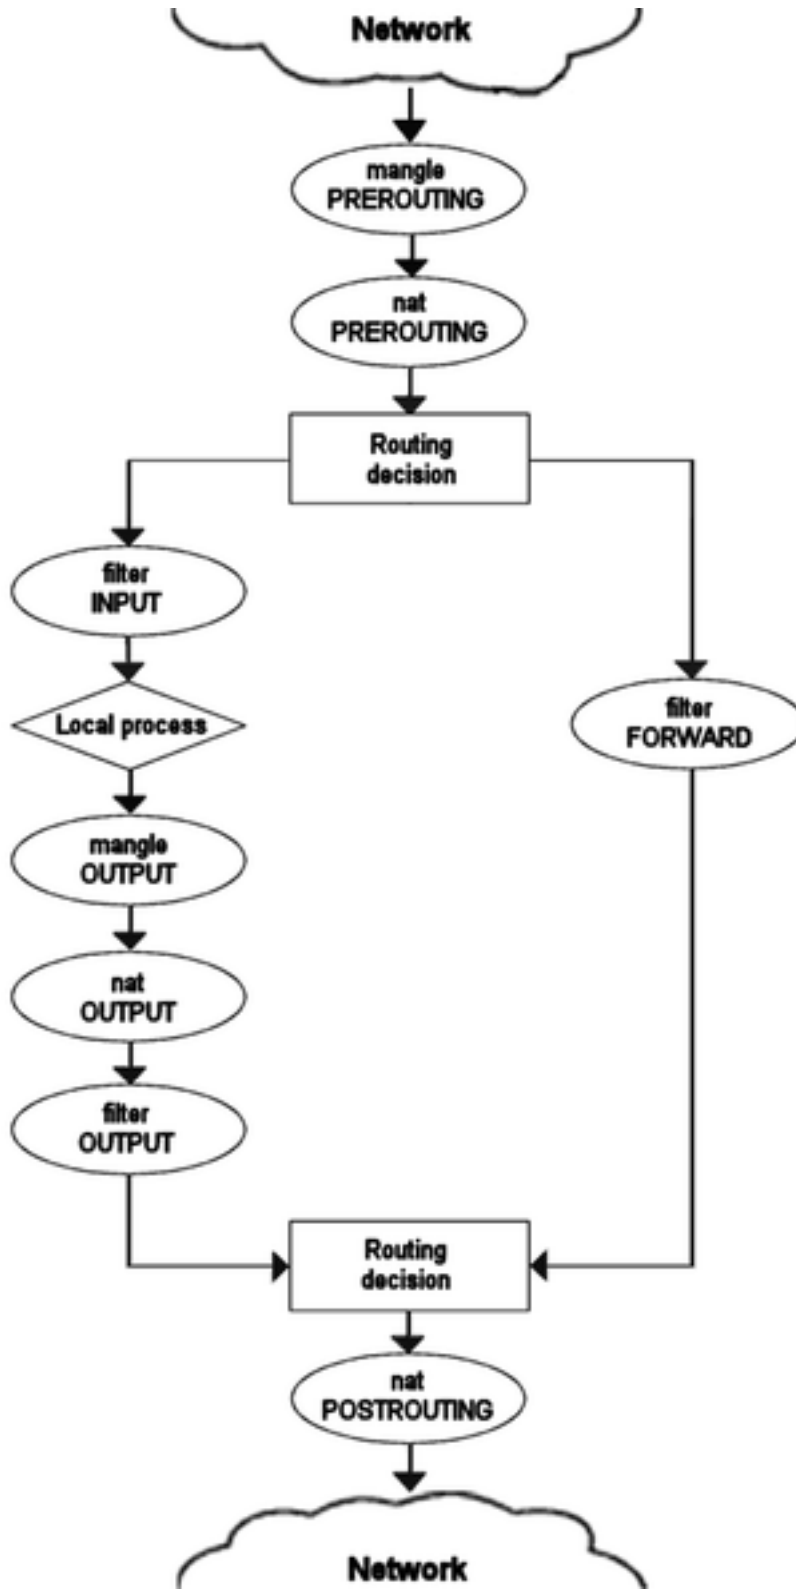 Network
mangle
PREROUTING
nat
PREROUTING
Routing
decision
filter
INPUT
Local process
filter
FORWARD
mangle
OUTPUT
nat
OUTPUT
filter
OUTPUT
Routing
decision
nat
POSTROUTING
Network